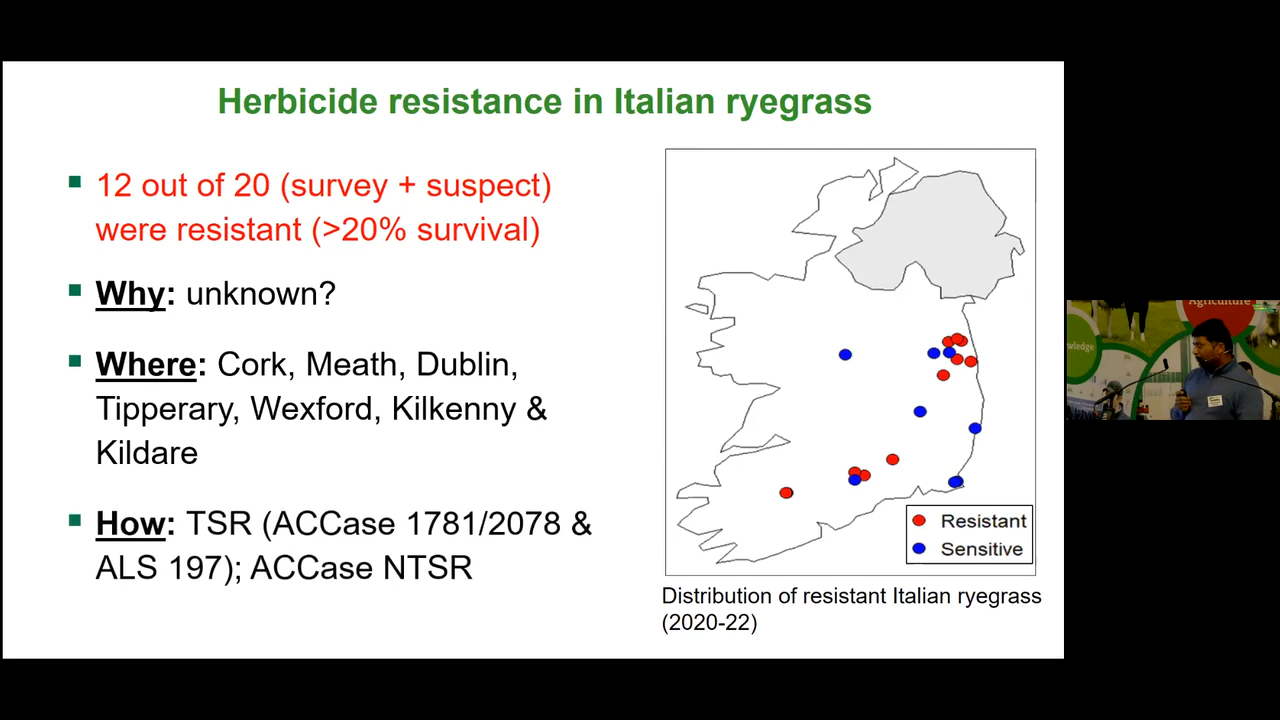 Herbicide resistance in Italian ryegrass
12 out of 20 (survey + suspect)
were resistant (>20% survival)
Why: unknown?
Where: Cork, Meath, Dublin,
Tipperary, Wexford, Kilkenny &
Kildare
How: TSR (ACCase 1781/2078 &
ALS 197); ACCase NTSR
Resistant
Sensitive
Distribution of resistant Italian ryegrass
(2020-22)
Agriculture
wledge